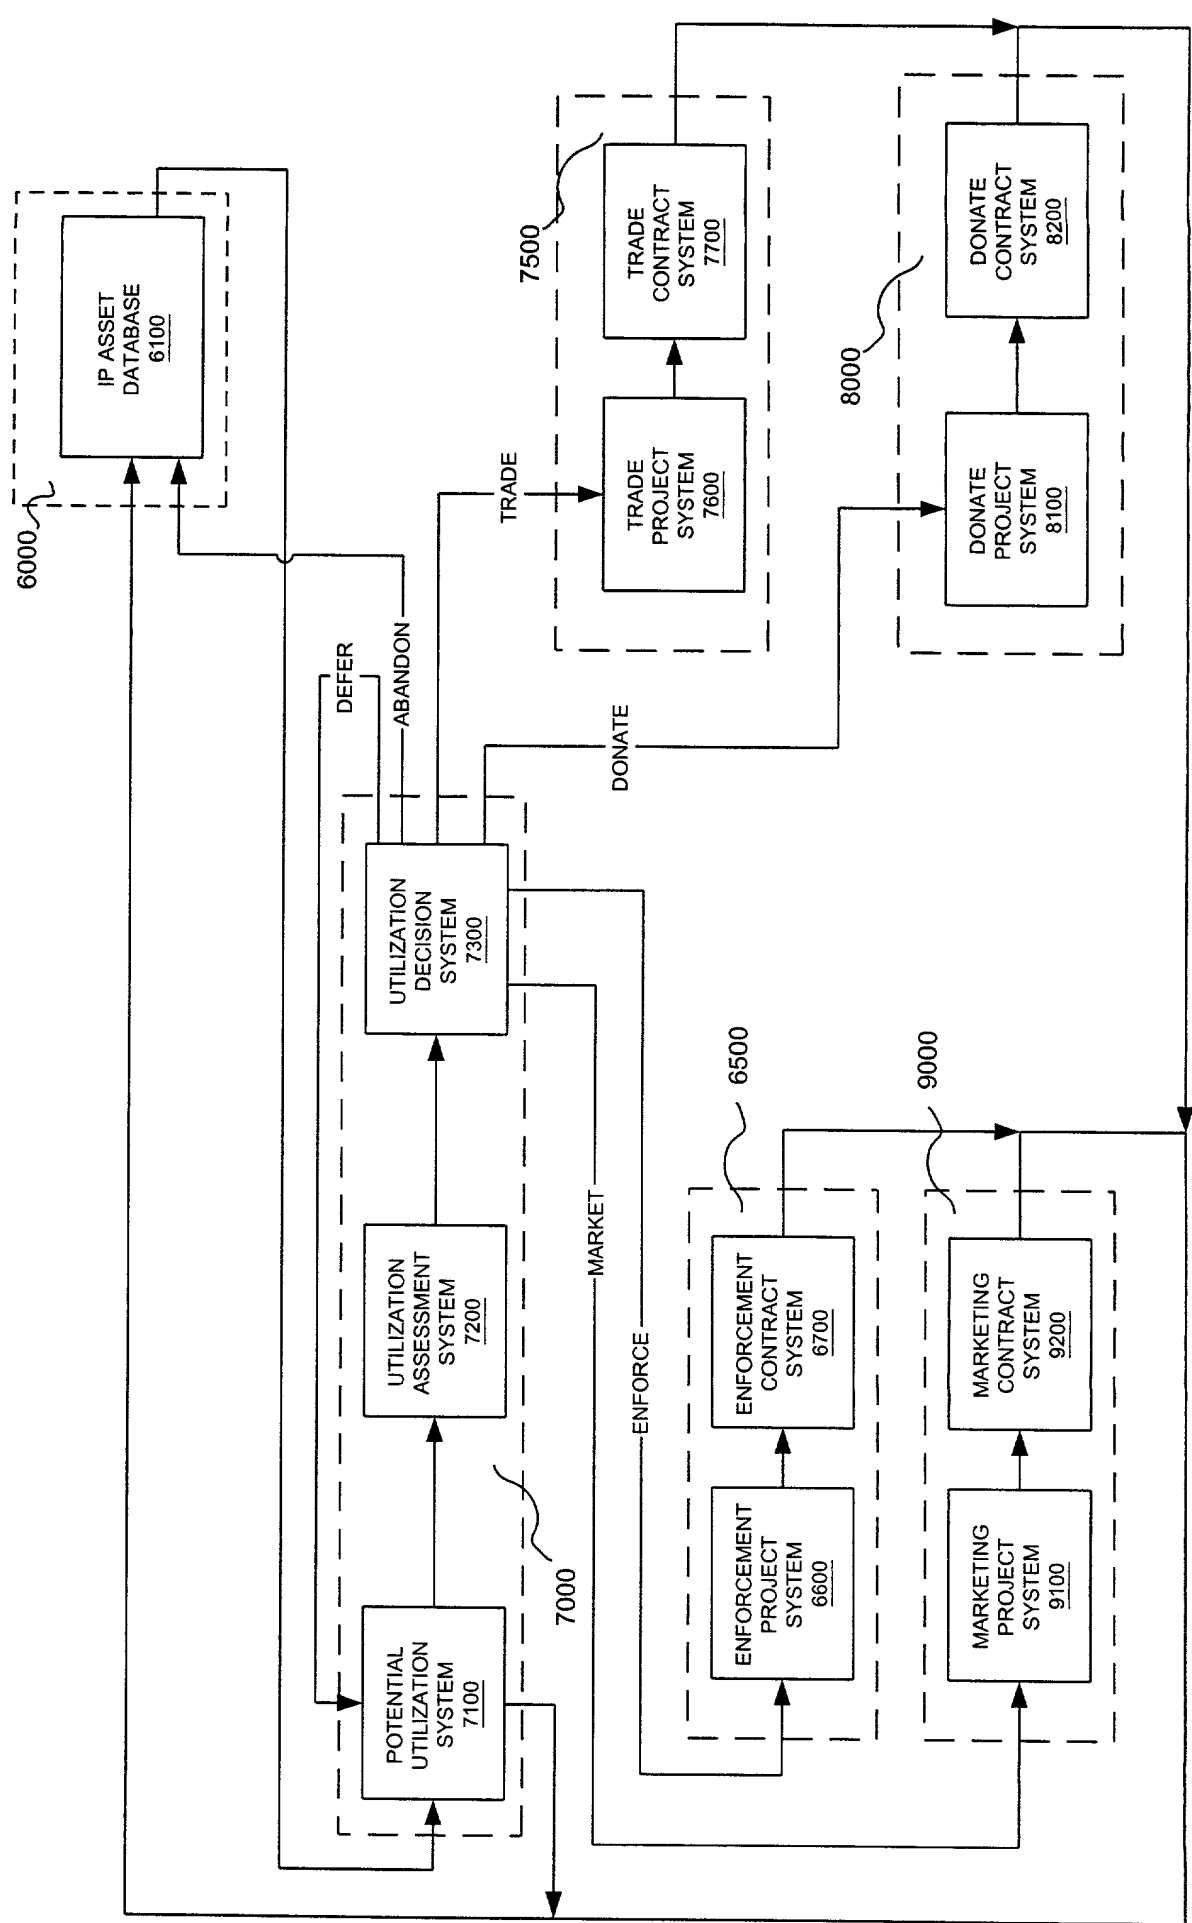 6000
IP ASSET
DATABASE
6100
DEFER
ABANDON
TRADE
DONATE
7500
TRADE
PROJECT
SYSTEM
7600
TRADE
CONTRACT
SYSTEM
7700
8000
DONATE
PROJECT
SYSTEM
8100
DONATE
CONTRACT
SYSTEM
8200
POTENTIAL
UTILIZATION
SYSTEM
7100
UTILIZATION
ASSESSMENT
SYSTEM
7200
UTILIZATION
DECISION
SYSTEM
7300
7000
MARKET
ENFORCE
6500
ENFORCEMENT
PROJECT
SYSTEM
6600
ENFORCEMENT
CONTRACT
SYSTEM
6700
9000
MARKETING
PROJECT
SYSTEM
9100
MARKETING
CONTRACT
SYSTEM
9200